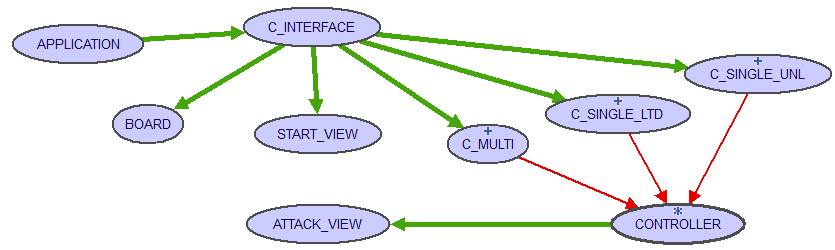 C_INTERFACE
APPLICATION
+
C_SINGLE_UNL
+
C_SINGLE_LTD
BOARD
START_VIEW
+
C_MULTI
*
CONTROLLER
ATTACK_VIEW